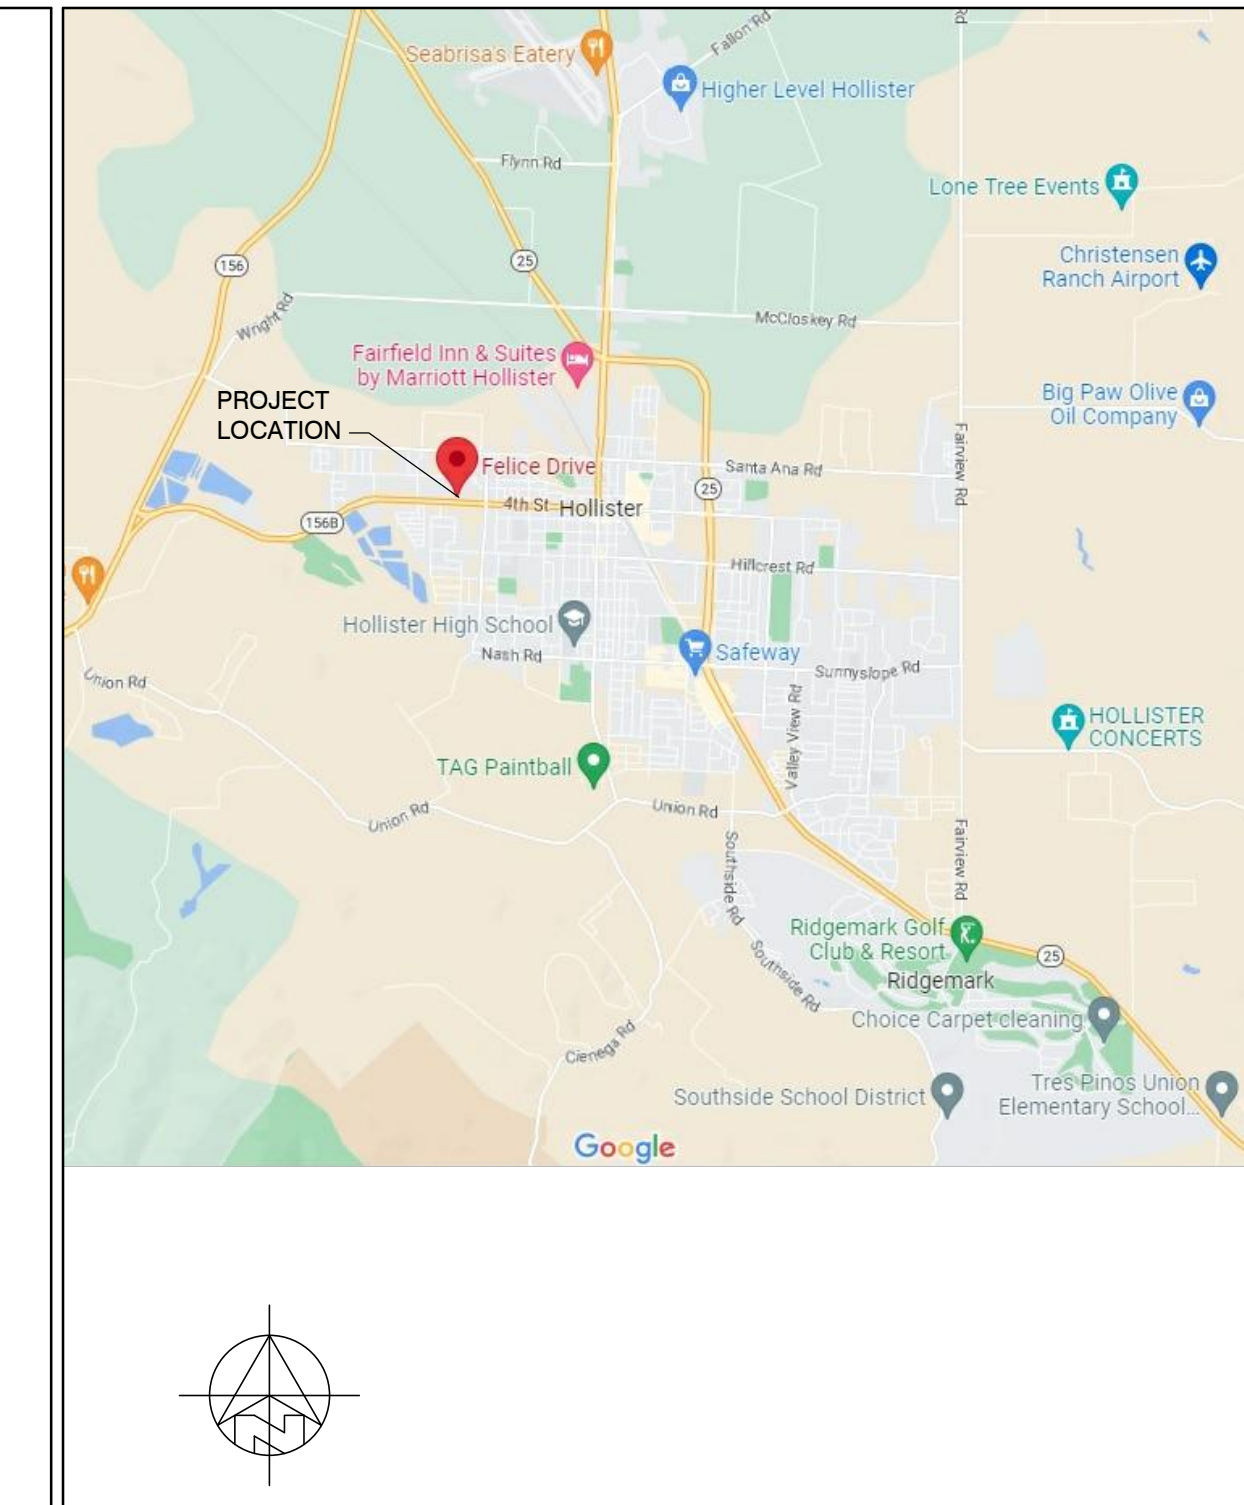 Rd
Seabrisa's Eatery
Fallon Rd
Higher Level Hollister
Flynn Rd
Lone Tree Events
Christensen
Ranch Airport
156
25
Wright Rd
McCloskey Rd
Fairfield Inn & Suites
by Marriott Hollister
PROJECT
LOCATION
Big Paw Olive
Oil Company
Felice Drive
Santa Ana Rd
Fairview Rd
25
4th St
Hollister
156B
Hillcrest Rd
Hollister High School
Nash Rd
Safeway
Sunnyslope Rd
Union Rd
Valley View Rd
HOLLISTER
CONCERTS
TAG Paintball
Union Rd
Union Rd
Southside Rd
Fairview Rd
Ridgemark Golf
Club & Resort
25
Southside Rd
Ridgemark
Choice Carpet cleaning
Cienega Rd
Southside School District
Tres Pinos Union
Elementary School...
Google
N